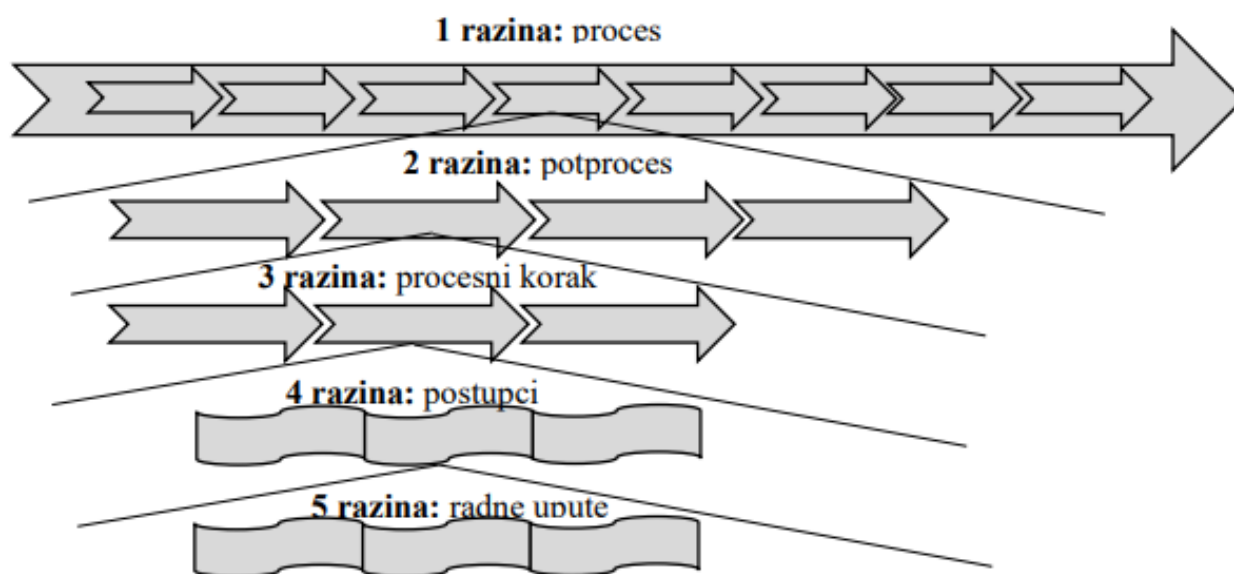 1 razina: proces
2 razina: potproces
3 razina: procesni korak
4 razina: postupci
5 razina: radne upute